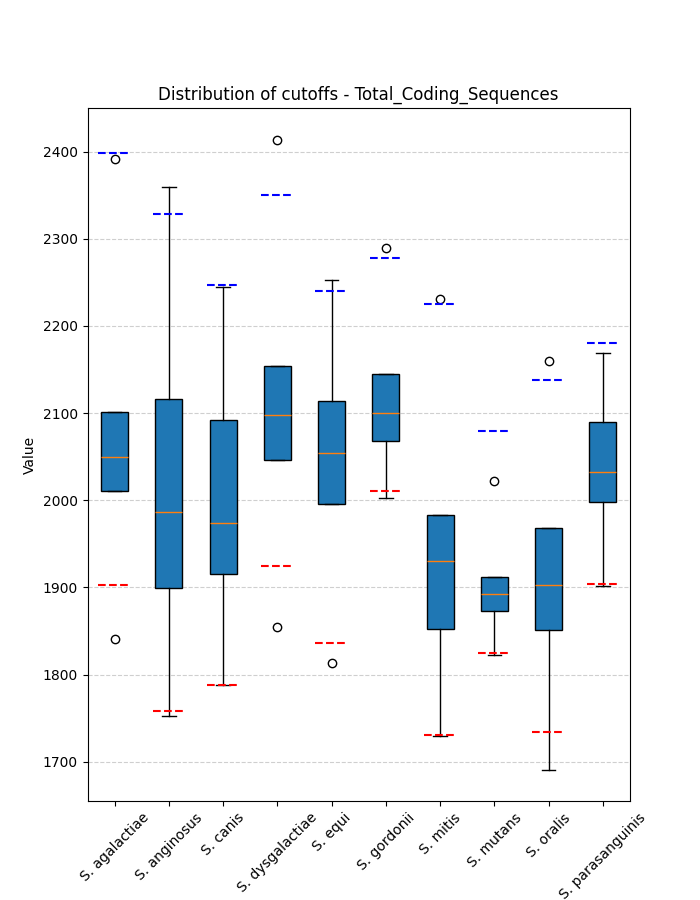 Distribution of cutoffs - Total_Coding_Sequences
Value
2400
2300
2200
2100
2000
1900
1800
1700
S. agalactiae
S. anginosus
S. canis
S. dysgalactiae
S. equi
S. gordonii
S. mitis
S. mutans
S. oralis
S. parasanguinis